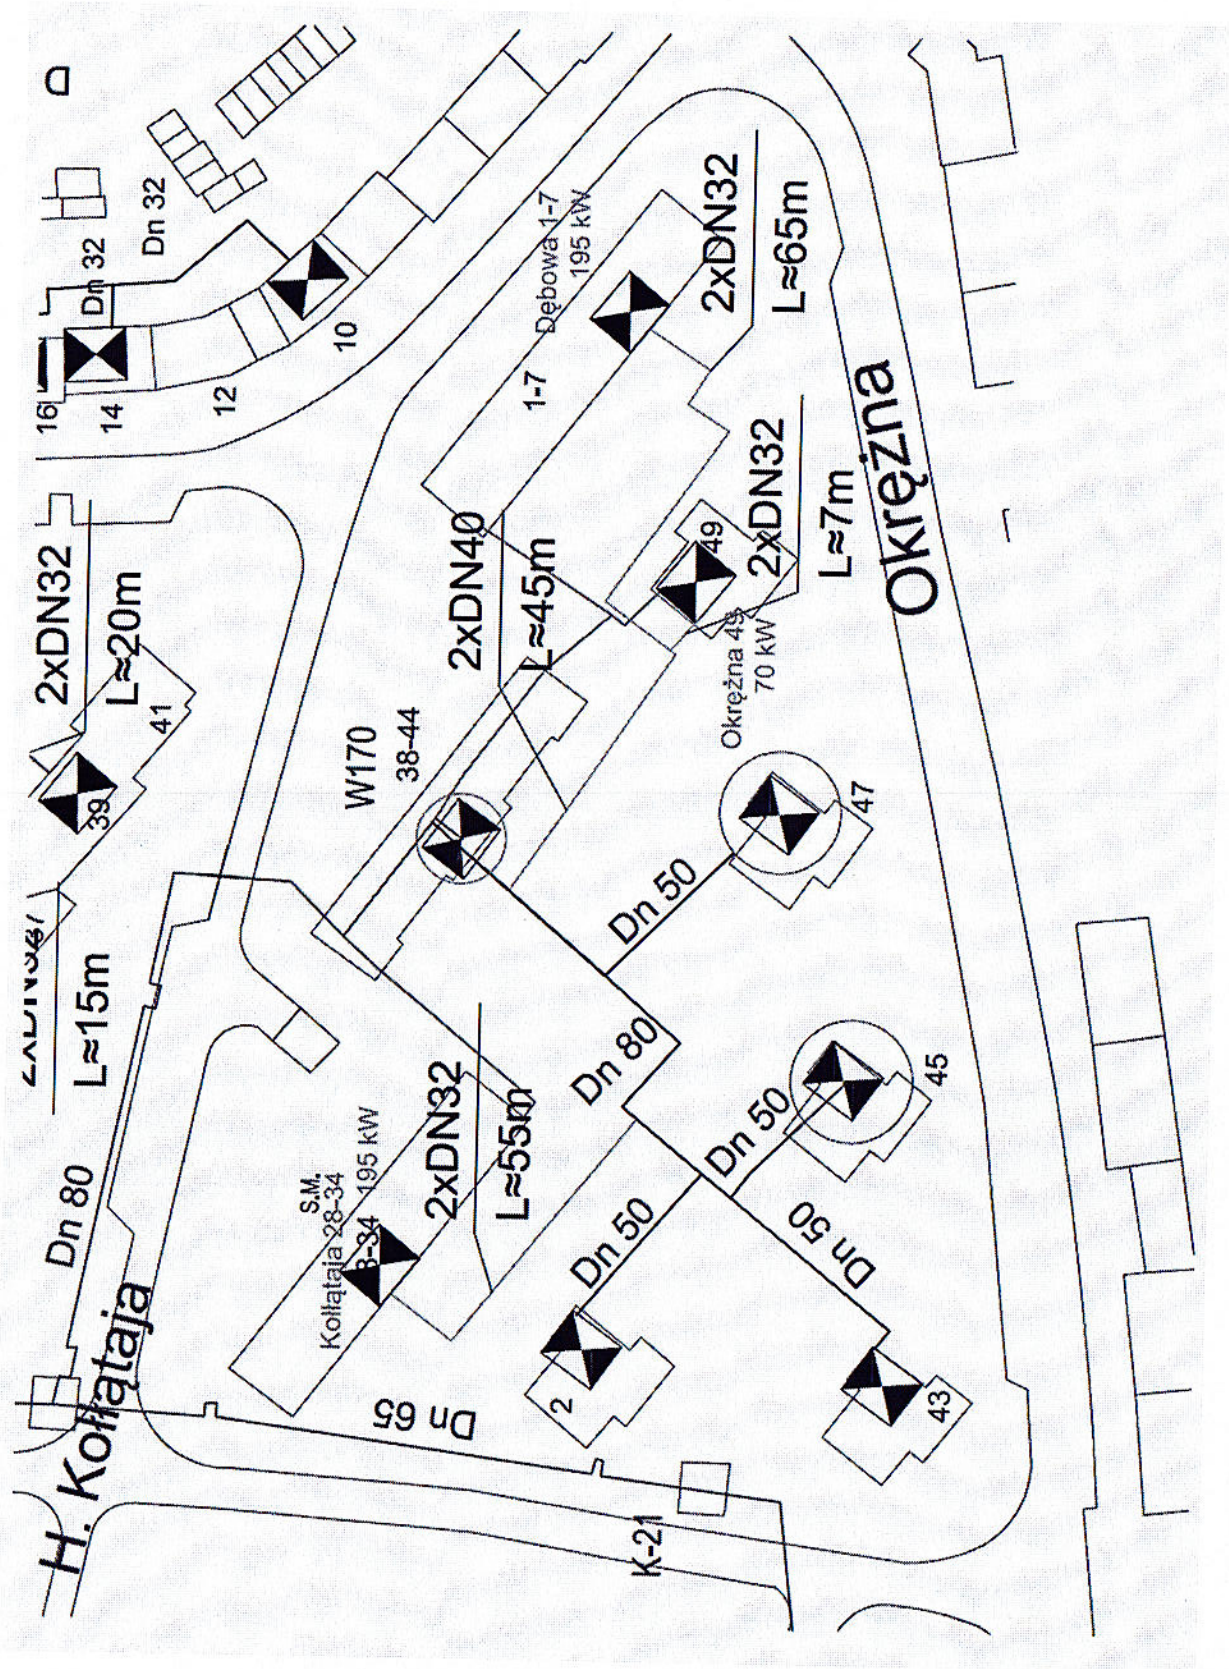 D
Dn 32
Dn 32
16
14
12
10
Dębowa 1-7
195 kW
1-7
2xDN32
L≈65m
2xDN32
L≈20m
41
39
2xDN40
L≈45m
49
2xDN32
L≈7m
Okrężna 49
70 kW
Okrężna
W170
38-44
47
Dn 50
L≈15m
Dn 80
Dn 80
2xDN32
L≈55m
S.M.
Kołłątaja 28-34
195 kW
Dn 50
45
Dn 50
Dn 50
H. Kołłątaja
Dn 65
2
43
K-21